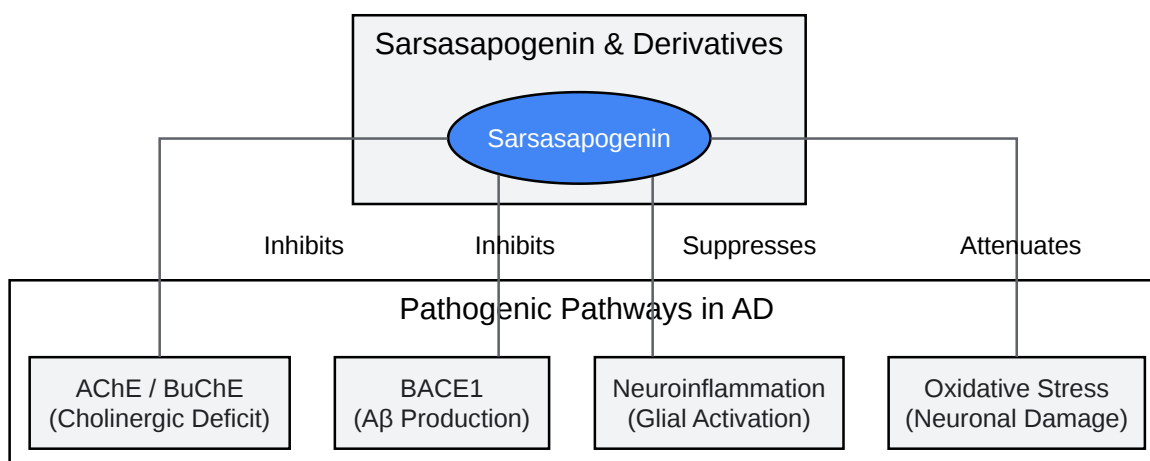 Sarsasapogenin & Derivatives
Sarsasapogenin
Inhibits
Inhibits
Suppresses
Attenuates
Pathogenic Pathways in AD
AChE / BuChE
(Cholinergic Deficit)
BACE1
(Aβ Production)
Neuroinflammation
(Glial Activation)
Oxidative Stress
(Neuronal Damage)